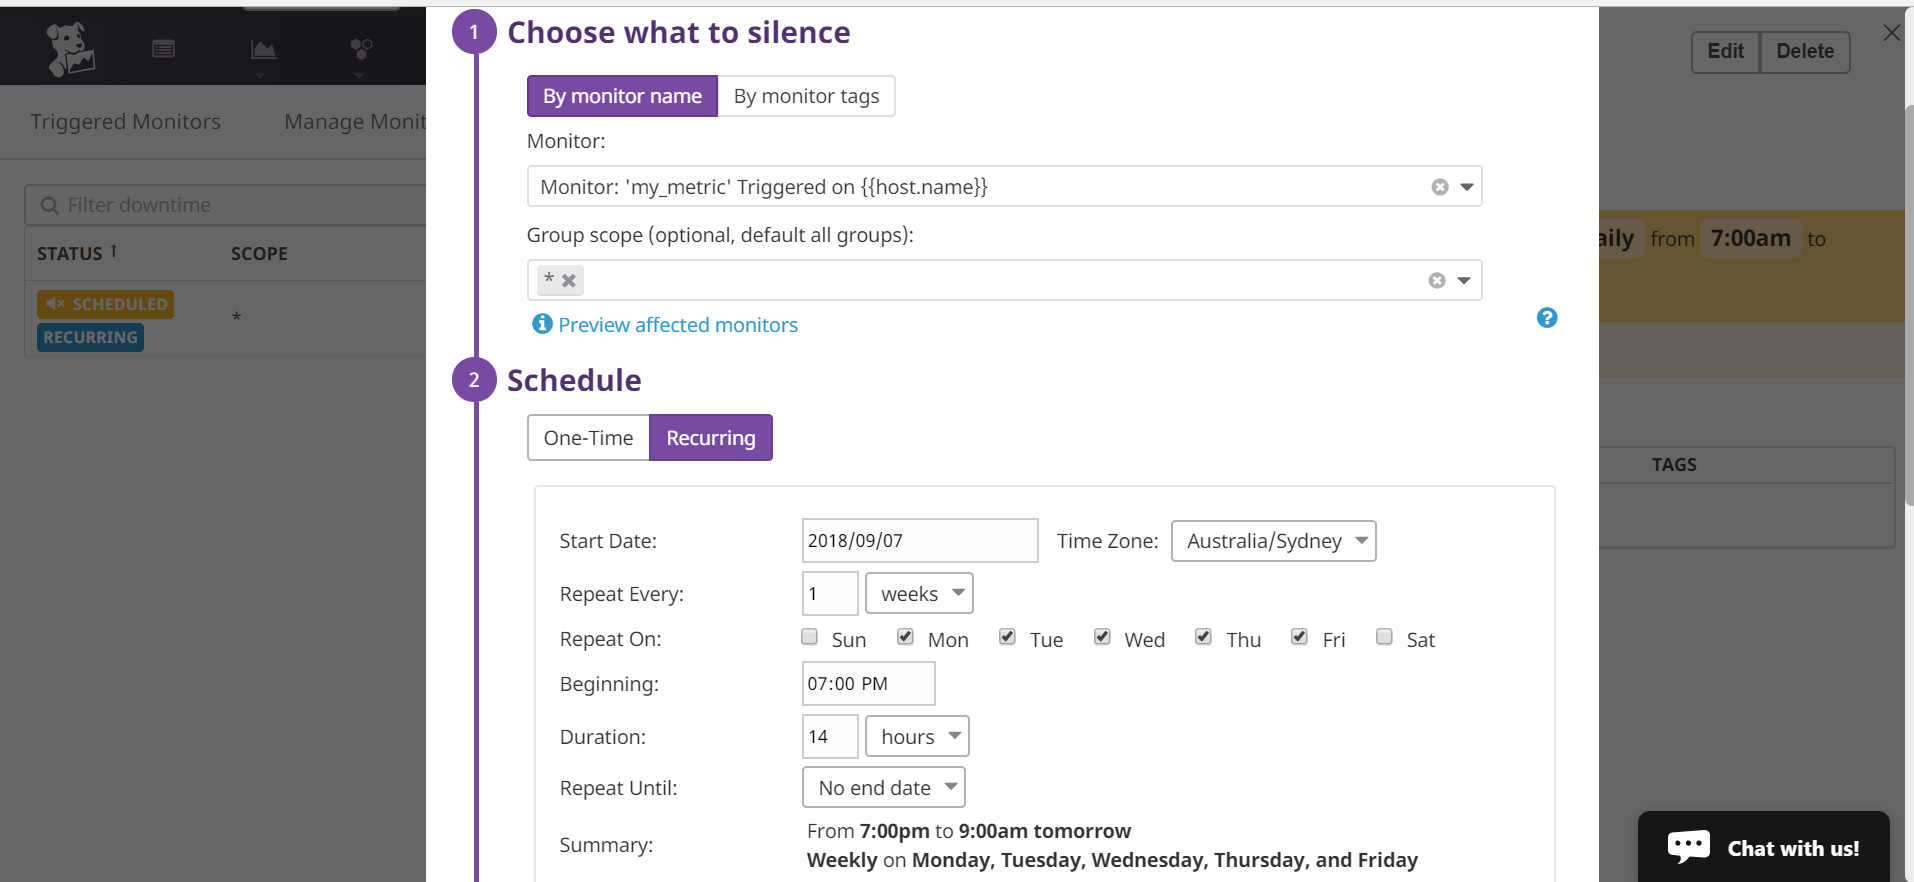 1 Choose what to silence
Edit Delete
By monitor name By monitor tags
Triggered Monitors Manage Monit
Monitor:
Monitor: 'my_metric' Triggered on {{host.name}}
Filter downtime
Group scope (optional, default all groups):
aily from 7:00am to
STATUS ↑ SCOPE
* ✖
SCHEDULED
*
RECURRING
Preview affected monitors
?
2 Schedule
One-Time Recurring
TAGS
Start Date: 2018/09/07 Time Zone: Australia/Sydney
Repeat Every: 1 weeks
Repeat On: Sun Mon Tue Wed Thu Fri Sat
Beginning: 07:00 PM
Duration: 14 hours
Repeat Until: No end date
Summary: From 7:00pm to 9:00am tomorrow
Weekly on Monday, Tuesday, Wednesday, Thursday, and Friday
Chat with us!